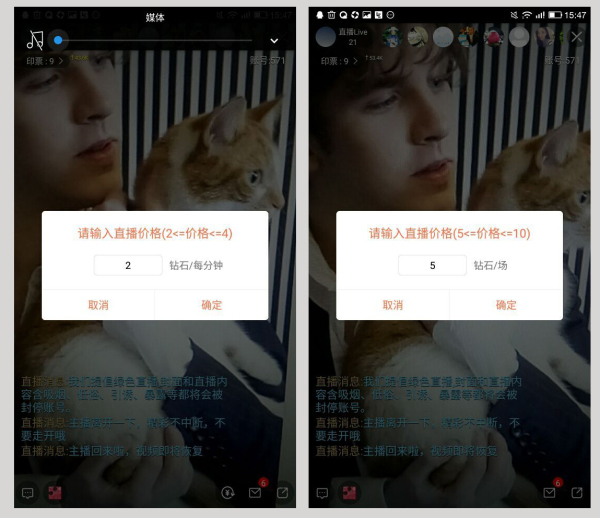 媒体
印票 : 9
账号:571
请输入直播价格(2<=价格<=4)
2
钻石/每分钟
取消
确定
直播消息:我们提倡绿色直播,封面和直播内
容含吸烟、低俗、引诱、暴露等都将会被
封停账号。
直播消息:主播离开一下，精彩不中断，不
要走开哦
直播消息:主播回来啦，视频即将恢复
6
15:47
直播Live
21
印票 : 9
账号:571
请输入直播价格(5<=价格<=10)
5
钻石/场
取消
确定
直播消息:我们提倡绿色直播,封面和直播内
容含吸烟、低俗、引诱、暴露等都将会被
封停账号。
直播消息:主播离开一下，精彩不中断，不
要走开哦
直播消息:主播回来啦，视频即将恢复
6